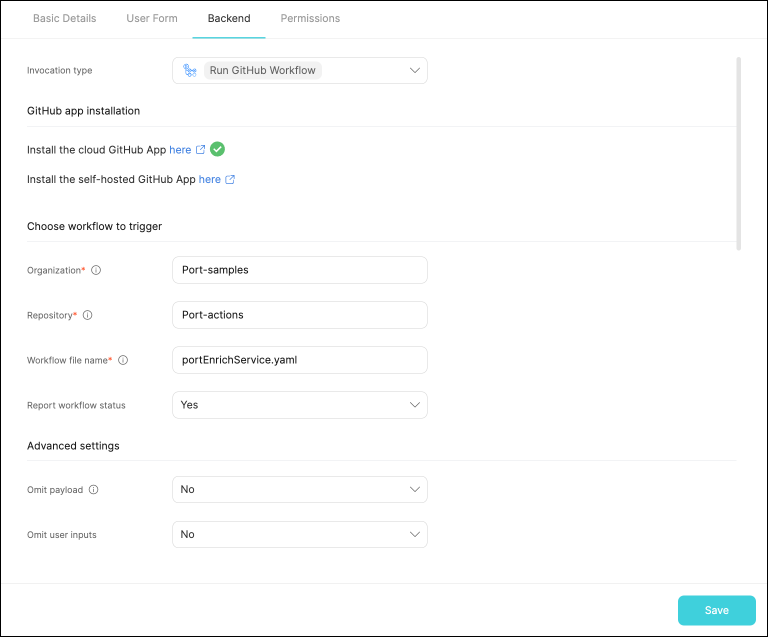 Basic Details User Form Backend Permissions
Invocation type Run GitHub Workflow
GitHub app installation
Install the cloud GitHub App here
Install the self-hosted GitHub App here
Choose workflow to trigger
Organization* Port-samples
Repository* Port-actions
Workflow file name* portEnrichService.yaml
Report workflow status Yes
Advanced settings
Omit payload No
Omit user inputs No
Save